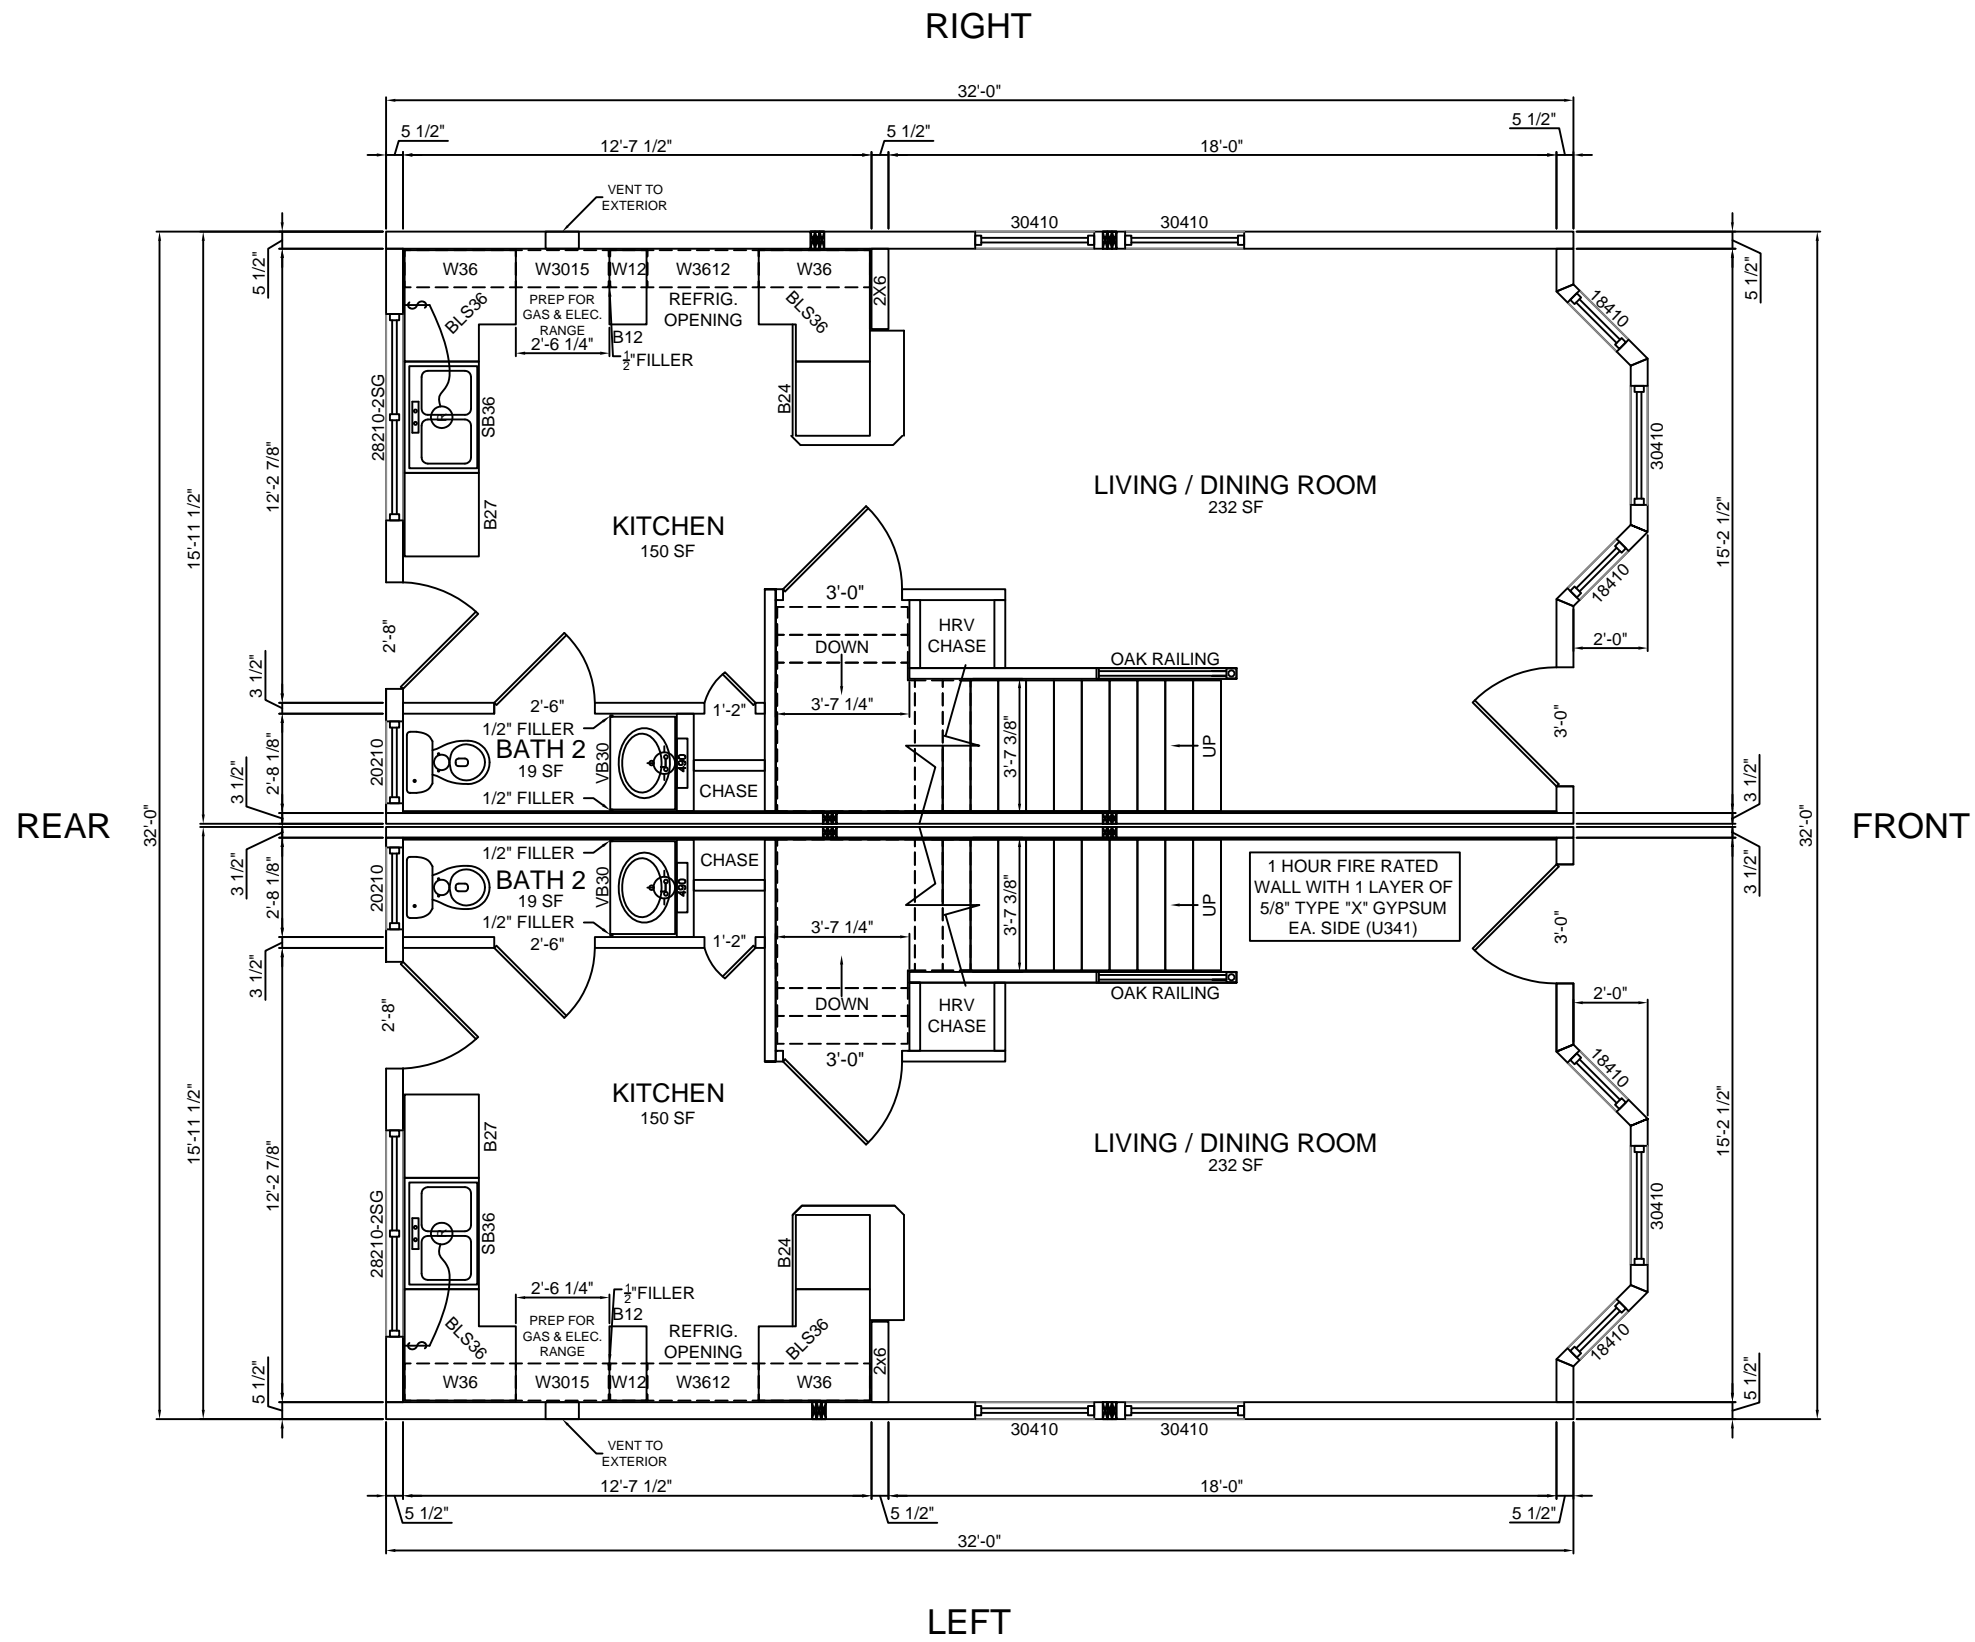 RIGHT
32'-0"
5 1/2"
12'-7 1/2"
5 1/2"
18'-0"
5 1/2"
VENT TO
EXTERIOR
30410
30410
5 1/2"
W36
W3015
W12
W3612
W36
2X6
5 1/2"
BLS36
PREP FOR
GAS & ELEC.
RANGE
2'-6 1/4"
B12
1/2"FILLER
REFRIG.
OPENING
BLS36
18410
28210-2SG
SB36
B24
30410
12'-2 7/8"
15'-11 1/2"
B27
KITCHEN
150 SF
LIVING / DINING ROOM
232 SF
15'-2 1/2"
18410
2'-8"
3'-0"
HRV
CHASE
DOWN
OAK RAILING
2'-0"
3 1/2"
2'-6"
1'-2"
3'-7 1/4"
3'-7 3/8"
UP
3'-0"
1/2" FILLER
BATH 2
19 SF
1/2" FILLER
VB30
490
CHASE
20210
2'-8 1/8"
3 1/2"
3 1/2"
REAR
32'-0"
32'-0"
FRONT
3 1/2"
2'-8 1/8"
20210
1/2" FILLER
BATH 2
19 SF
1/2" FILLER
VB30
490
CHASE
3'-7 1/4"
3'-7 3/8"
UP
1 HOUR FIRE RATED
WALL WITH 1 LAYER OF
5/8" TYPE "X" GYPSUM
EA. SIDE (U341)
3'-0"
3 1/2"
3 1/2"
2'-6"
1'-2"
2'-8"
DOWN
HRV
CHASE
OAK RAILING
2'-0"
3'-0"
18410
KITCHEN
150 SF
LIVING / DINING ROOM
232 SF
15'-11 1/2"
12'-2 7/8"
B27
15'-2 1/2"
30410
28210-2SG
SB36
B24
2'-6 1/4"
1/2"FILLER
B12
PREP FOR
GAS & ELEC.
RANGE
REFRIG.
OPENING
BLS36
BLS36
18410
2x6
5 1/2"
W36
W3015
W12
W3612
W36
5 1/2"
30410
30410
VENT TO
EXTERIOR
12'-7 1/2"
18'-0"
5 1/2"
5 1/2"
5 1/2"
32'-0"
LEFT